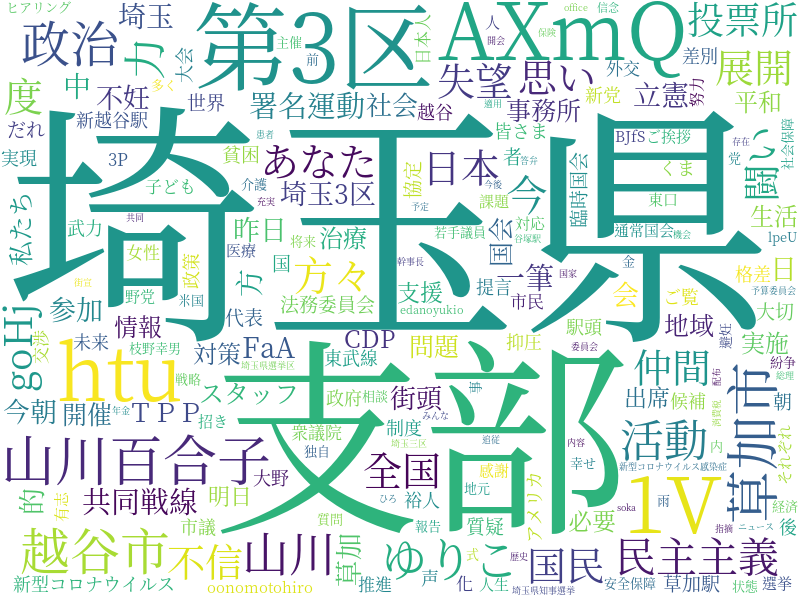 ヒアリング
埼玉
政治
力
主催
第3区
前
日本人
人
開会
office
信念
保険
AXmQ
投票所
度
中
多く
大会
不妊
新越谷駅
世界
署名運動
社会
越谷
失望
思い
事務所
外交
新党
立憲
努力
差別
展開
平和
適用
だれ
実現
3P
貧困
あなた
日本
皆さま
者
協定
今
国会
BJfS
ご挨拶
くま
党
存在
闘い
社会保障
臨時国会
子ども
介護
埼玉3区
患者
答弁
今後
課題
東口
生活
私たち
武力
共同
充実
昨日
治療
予定
若手議員
対応
通常国会
機会
lpeU
埼玉県
女性
医療
将来
谷塚駅
金
格差
日
政策
方
国
方々
幹事長
一筆
国家
予算委員会
野党
米国
法務委員会
支援
提言
市民
会
ご覧
大切
参加
情報
代表
edanoyukio
駅頭
地域
goHj
交渉
未来
枝野幸男
対策
FaA
東武線
CDP
問題
抑圧
委員会
実施
紛争
htu
戦略
埼玉県選挙区
支部
仲間
総理
今朝
開催
年金
TPP
スタッフ
招き
政府
相談
街頭
みんな
事
出席
候補
配布
朝
草加市
衆議院
制度
埼玉三区
追従
活動
消費税
内
それぞれ
山川百合子
独自
全国
感謝
内容
幸せ
1V
新型コロナウイルス感染症
的
有志
共同戦線
明日
大野
ひろ
裕人
地元
アメリカ
必要
雨
経済
越谷市
不信
山川
市議
質問
報告
質疑
式
歴史
soka
指摘
ニュース
後
草加
ゆりこ
国民
民主主義
新型コロナウイルス
oonomotohiro
推進
声
化
人生
埼玉県知事選挙
安全保障
草加駅
状態
選挙